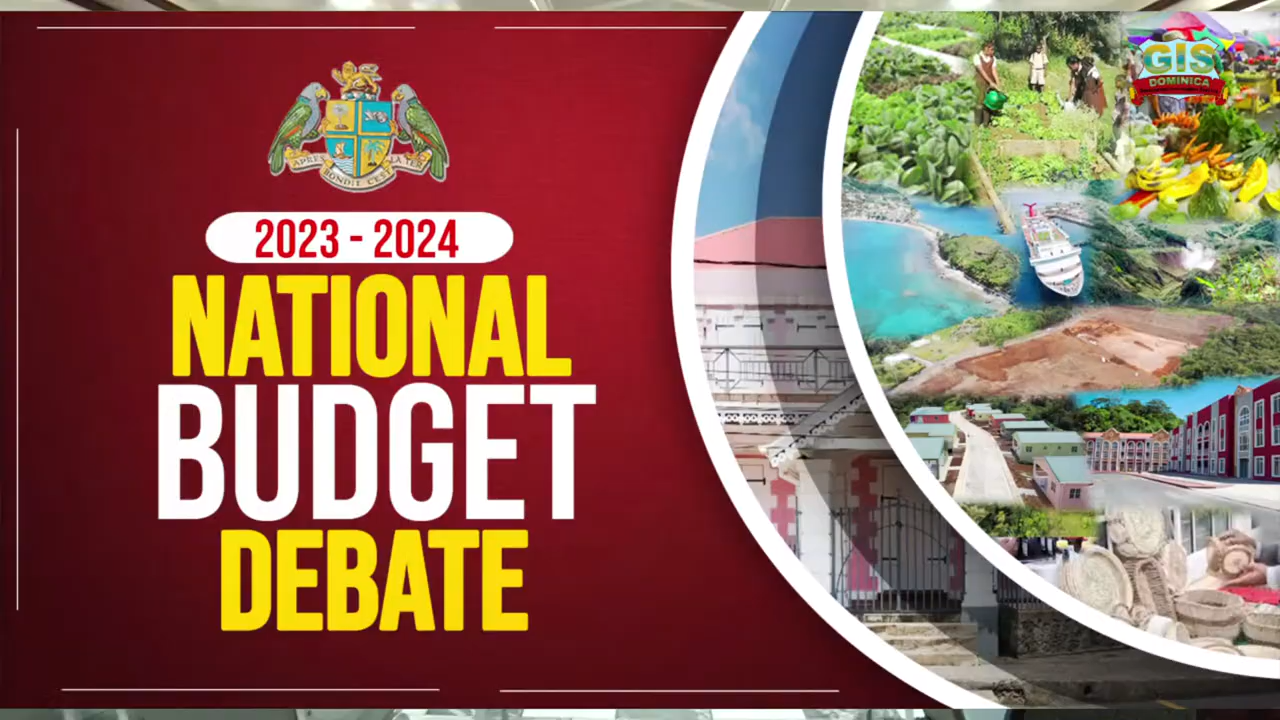 GIS
DOMINICA
APRES BONDIE C'EST LA TER
2023 - 2024
NATIONAL
BUDGET
DEBATE